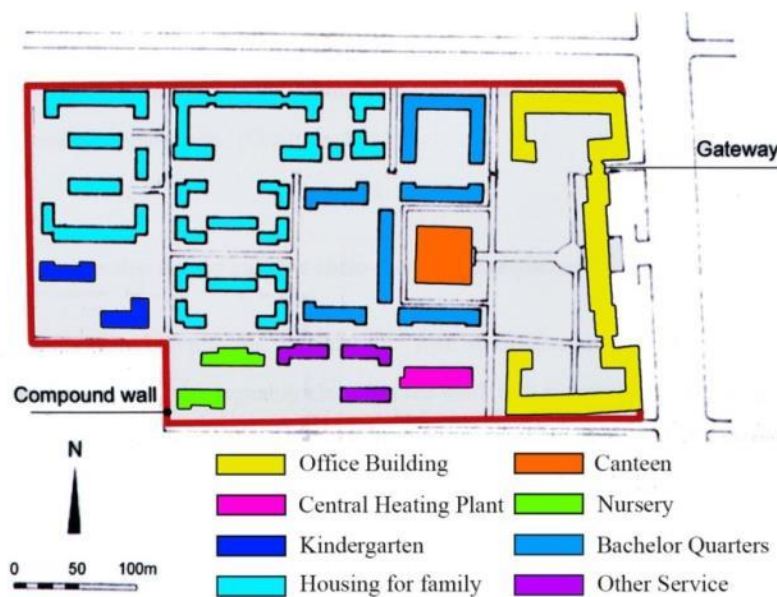 Gateway
Compound wall
N
0 50 100m
Office Building
Canteen
Central Heating Plant
Nursery
Kindergarten
Bachelor Quarters
Housing for family
Other Service